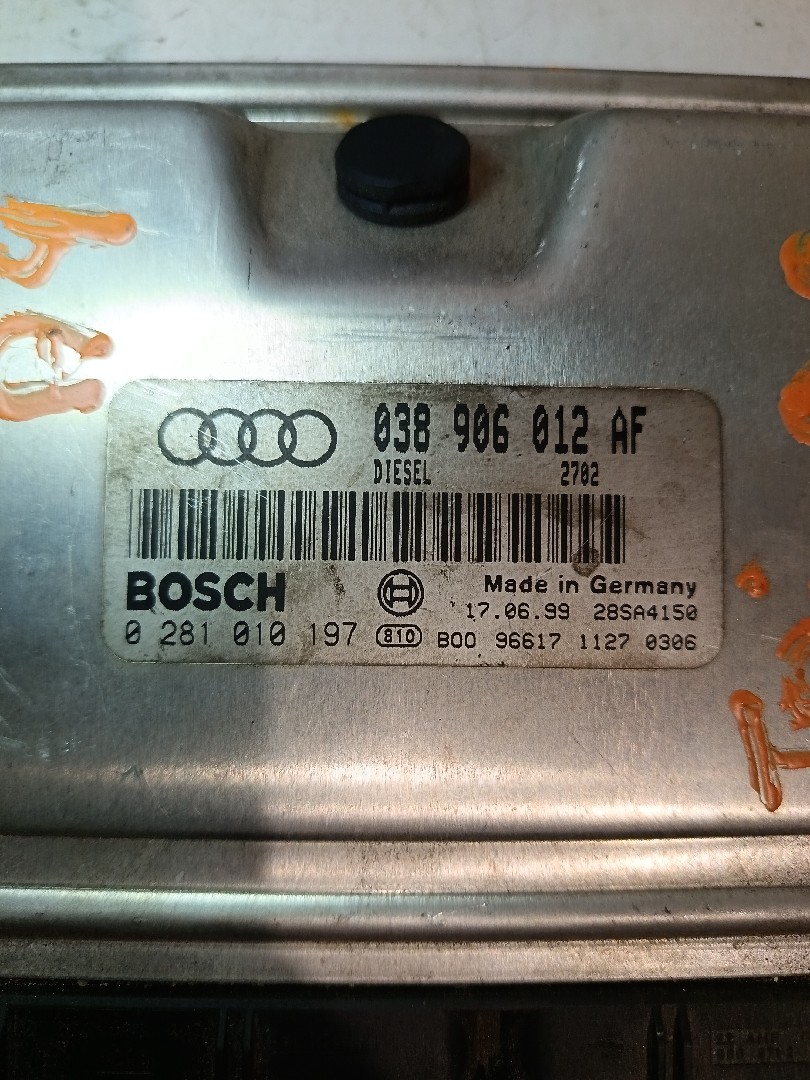 038 906 012 AF
DIESEL 2702
BOSCH Made in Germany
17.06.99 28SA4150
0 281 010 197 810 B00 96617 1127 0306